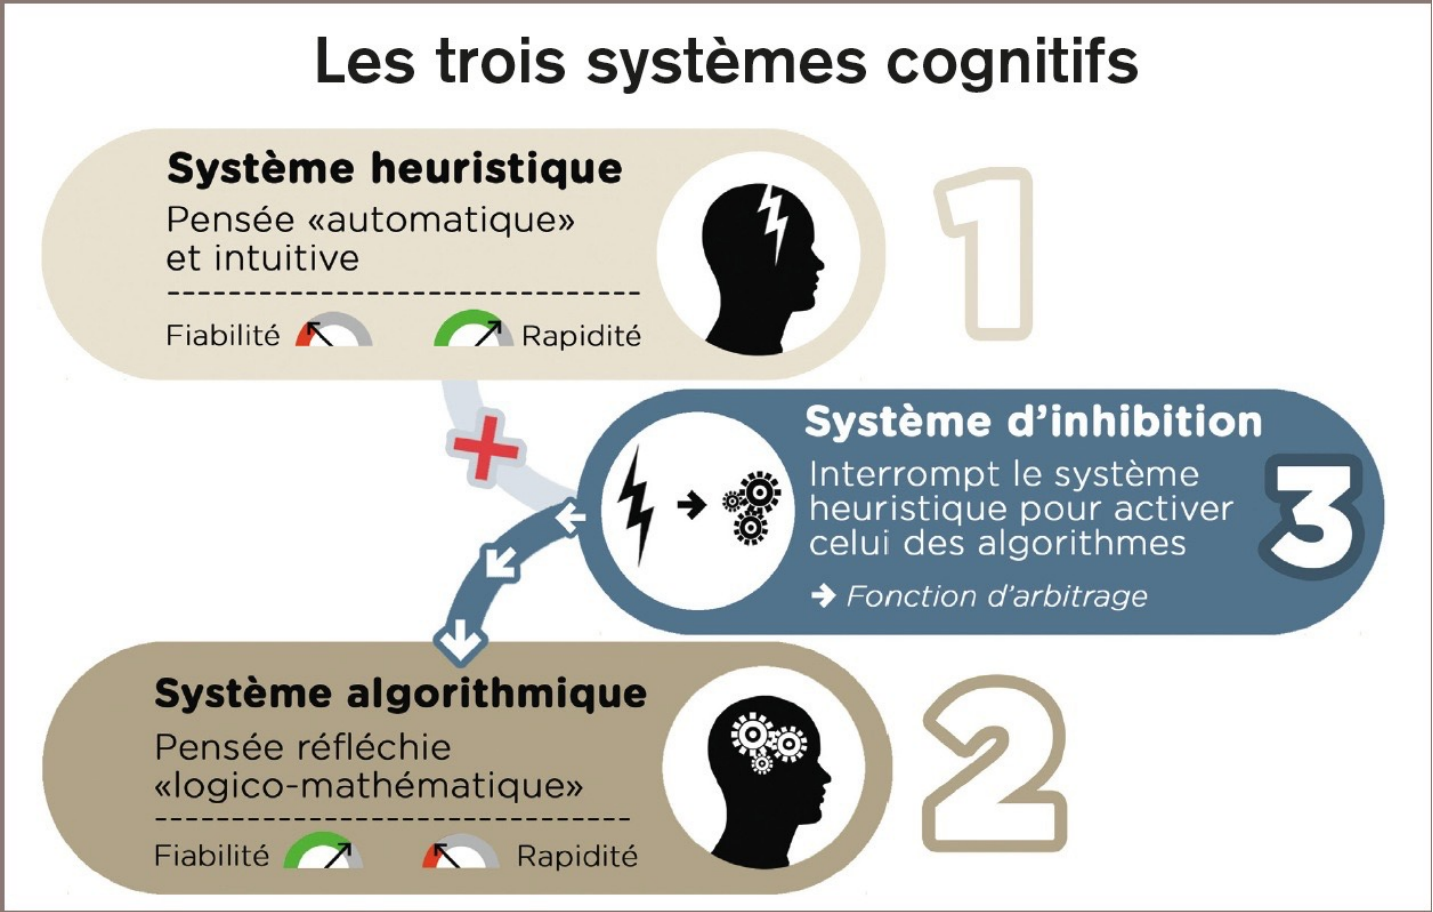 Les trois systèmes cognitifs
Système heuristique
Pensée «automatique»
et intuitive
Fiabilité
Rapidité
1
Système d’inhibition
Interrompt le système
heuristique pour activer
celui des algorithmes
→ Fonction d’arbitrage
3
Système algorithmique
Pensée réfléchie
«logico-mathématique»
Fiabilité
Rapidité
2